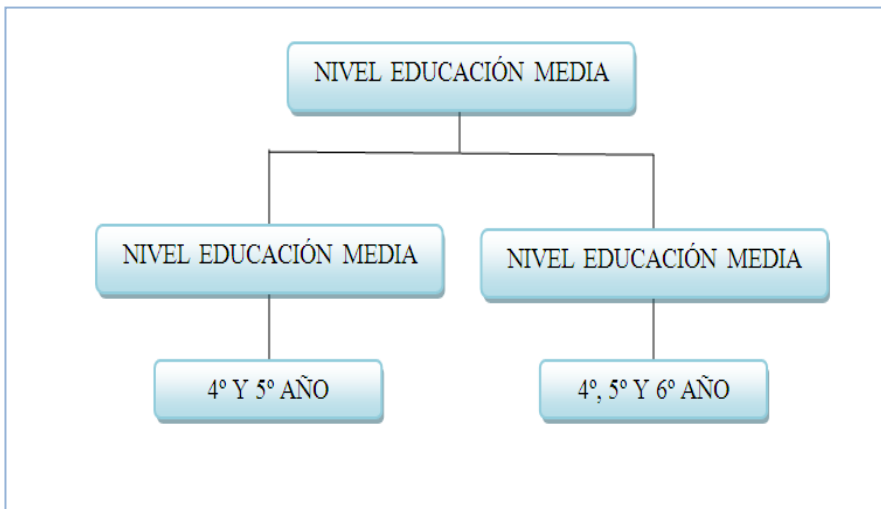 NIVEL EDUCACIÓN MEDIA
NIVEL EDUCACIÓN MEDIA
NIVEL EDUCACIÓN MEDIA
4º Y 5º AÑO
4º, 5º Y 6º AÑO